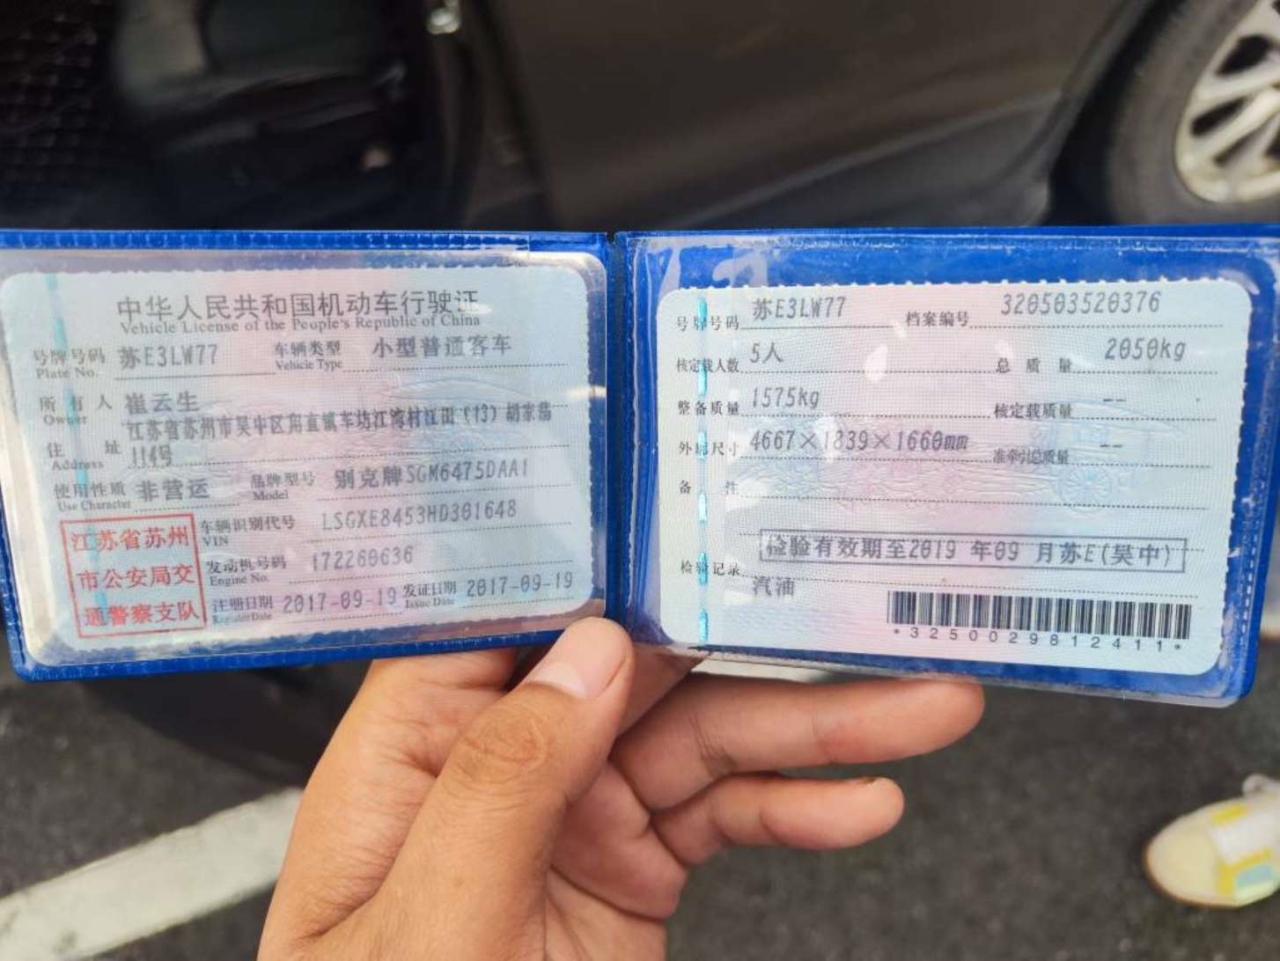 中华人民共和国机动车行驶证
Vehicle License of the People's Republic of China
号牌号码 苏E3LW77 车辆类型 小型普通客车
Plate No. Vehicle Type
所有人 崔云生
Owner
住址 江苏省苏州市吴中区甪直镇车坊江湾村江田(13)胡家荡
Address 114号
使用性质 非营运 品牌型号 别克牌SGM6475DAA1
Use Character Model
江苏省苏州
市公安局交
通警察支队
车辆识别代号 LSGXE8453HD301648
VIN
发动机号码 172260636
Engine No.
注册日期 2017-09-19 发证日期 2017-09-19
Register Date Issue Date
号牌号码 苏E3LW77 档案编号 320503520376
核定载人数 5人 总质量 2050kg
整备质量 1575kg 核定载质量 --
外廓尺寸 4667×1839×1660mm 准牵引总质量 --
备注
检验有效期至2019年09月苏E(吴中)
检验记录
汽油
*3250029812411*